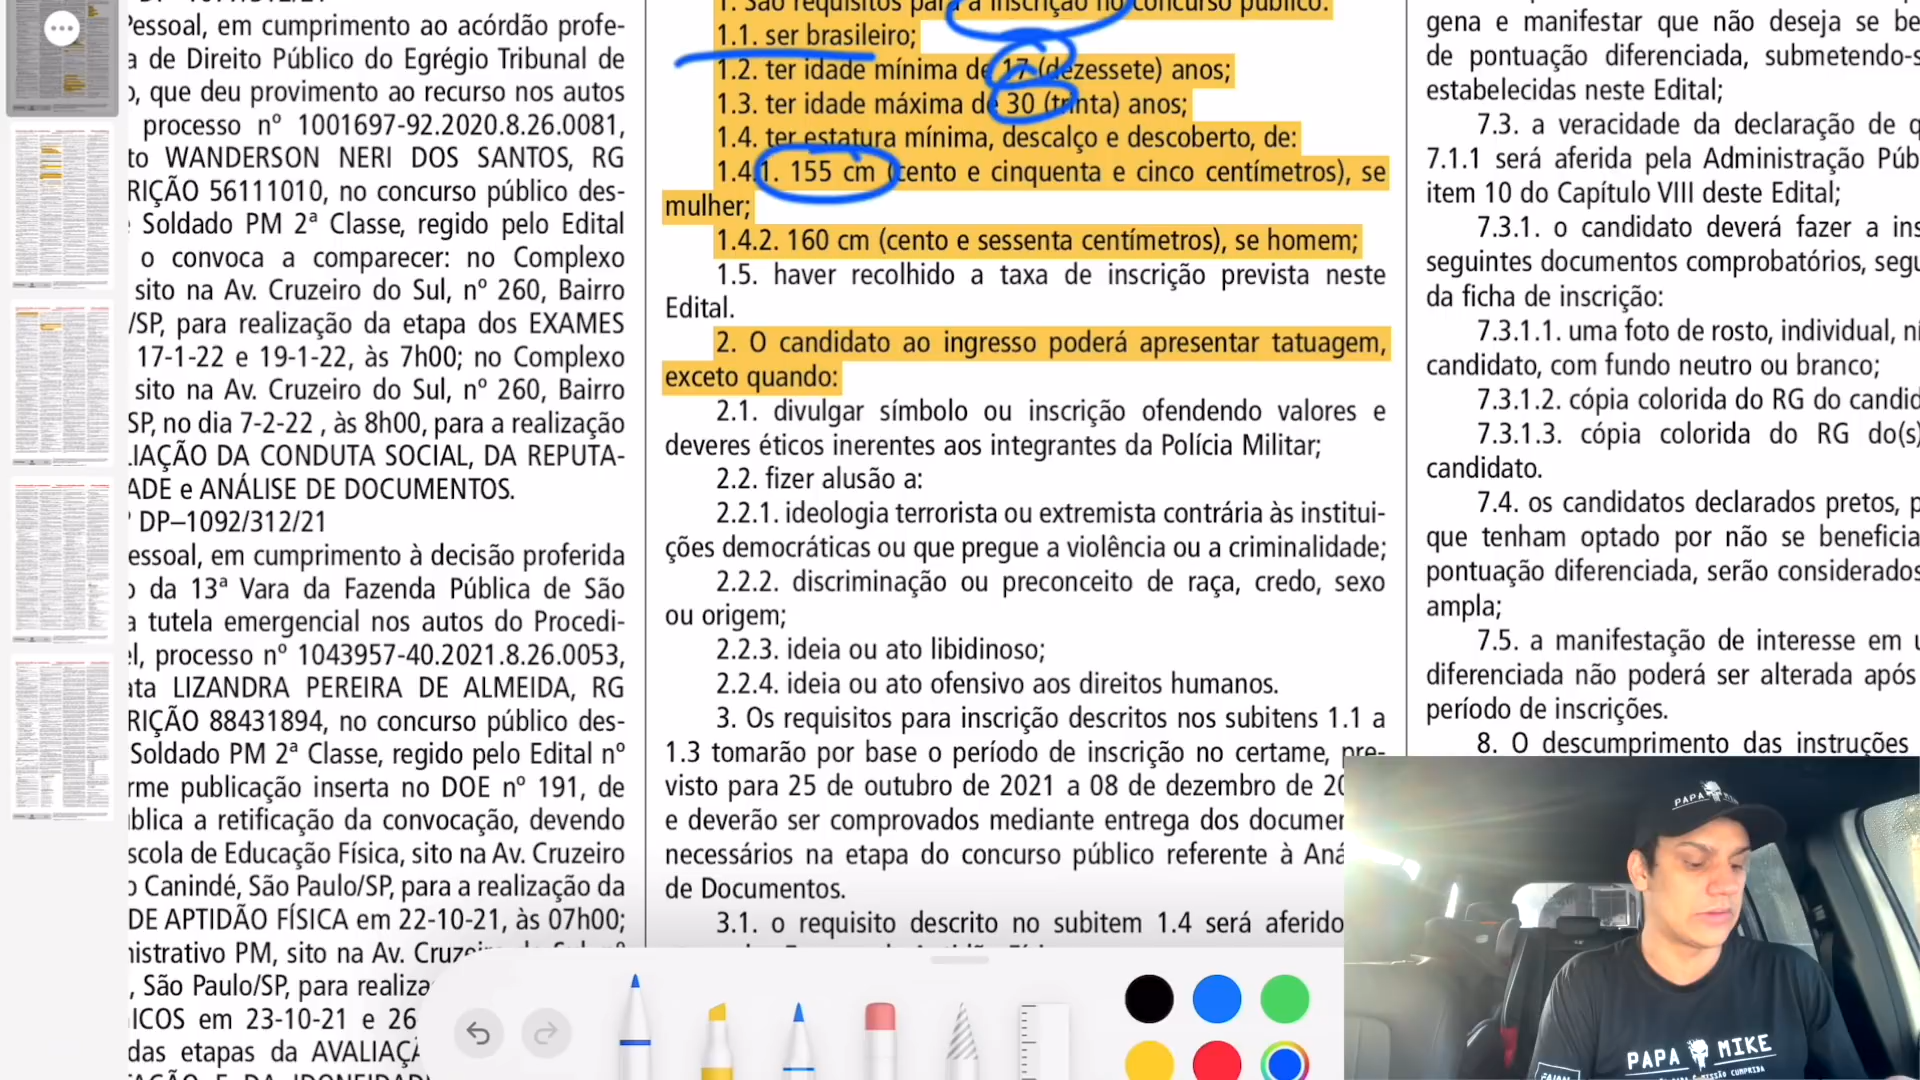 Pessoal, em cumprimento ao acórdão profe-
a de Direito Público do Egrégio Tribunal de
o, que deu provimento ao recurso nos autos
processo nº 1001697-92.2020.8.26.0081,
to WANDERSON NERI DOS SANTOS, RG
RIÇÃO 56111010, no concurso público des-
Soldado PM 2ª Classe, regido pelo Edital
o convoca a comparecer: no Complexo
sito na Av. Cruzeiro do Sul, nº 260, Bairro
/SP, para realização da etapa dos EXAMES
17-1-22 e 19-1-22, às 7h00; no Complexo
sito na Av. Cruzeiro do Sul, nº 260, Bairro
SP, no dia 7-2-22 , às 8h00, para a realização
LIAÇÃO DA CONDUTA SOCIAL, DA REPUTA-
ADE e ANÁLISE DE DOCUMENTOS.
DP–1092/312/21
essoal, em cumprimento à decisão proferida
o da 13ª Vara da Fazenda Pública de São
a tutela emergencial nos autos do Procedi-
el, processo nº 1043957-40.2021.8.26.0053,
ata LIZANDRA PEREIRA DE ALMEIDA, RG
RIÇÃO 88431894, no concurso público des-
Soldado PM 2ª Classe, regido pelo Edital nº
rme publicação inserta no DOE nº 191, de
ública a retificação da convocação, devendo
scola de Educação Física, sito na Av. Cruzeiro
o Canindé, São Paulo/SP, para a realização da
DE APTIDÃO FÍSICA em 22-10-21, às 07h00;
nistrativo PM, sito na Av. Cruzeiro do Sul nº
, São Paulo/SP, para realiza
ICOS em 23-10-21 e 26
das etapas da AVALIAÇÃ
1. São requisitos para a inscrição no concurso público:
1.1. ser brasileiro;
1.2. ter idade mínima de 17 (dezessete) anos;
1.3. ter idade máxima de 30 (trinta) anos;
1.4. ter estatura mínima, descalço e descoberto, de:
1.4.1. 155 cm (cento e cinquenta e cinco centímetros), se
mulher;
1.4.2. 160 cm (cento e sessenta centímetros), se homem;
1.5. haver recolhido a taxa de inscrição prevista neste
Edital.
2. O candidato ao ingresso poderá apresentar tatuagem,
exceto quando:
2.1. divulgar símbolo ou inscrição ofendendo valores e
deveres éticos inerentes aos integrantes da Polícia Militar;
2.2. fizer alusão a:
2.2.1. ideologia terrorista ou extremista contrária às institui-
ções democráticas ou que pregue a violência ou a criminalidade;
2.2.2. discriminação ou preconceito de raça, credo, sexo
ou origem;
2.2.3. ideia ou ato libidinoso;
2.2.4. ideia ou ato ofensivo aos direitos humanos.
3. Os requisitos para inscrição descritos nos subitens 1.1 a
1.3 tomarão por base o período de inscrição no certame, pre-
visto para 25 de outubro de 2021 a 08 de dezembro de 20
e deverão ser comprovados mediante entrega dos documen
necessários na etapa do concurso público referente à Aná
de Documentos.
3.1. o requisito descrito no subitem 1.4 será aferido
gena e manifestar que não deseja se be
de pontuação diferenciada, submetendo-s
estabelecidas neste Edital;
7.3. a veracidade da declaração de q
7.1.1 será aferida pela Administração Púb
item 10 do Capítulo VIII deste Edital;
7.3.1. o candidato deverá fazer a ins
seguintes documentos comprobatórios, segu
da ficha de inscrição:
7.3.1.1. uma foto de rosto, individual, ní
candidato, com fundo neutro ou branco;
7.3.1.2. cópia colorida do RG do candid
7.3.1.3. cópia colorida do RG do(s)
candidato.
7.4. os candidatos declarados pretos, p
que tenham optado por não se beneficia
pontuação diferenciada, serão considerados
ampla;
7.5. a manifestação de interesse em u
diferenciada não poderá ser alterada após
período de inscrições.
8. O descumprimento das instruções
PAPA MIKE
PAPA MIKE